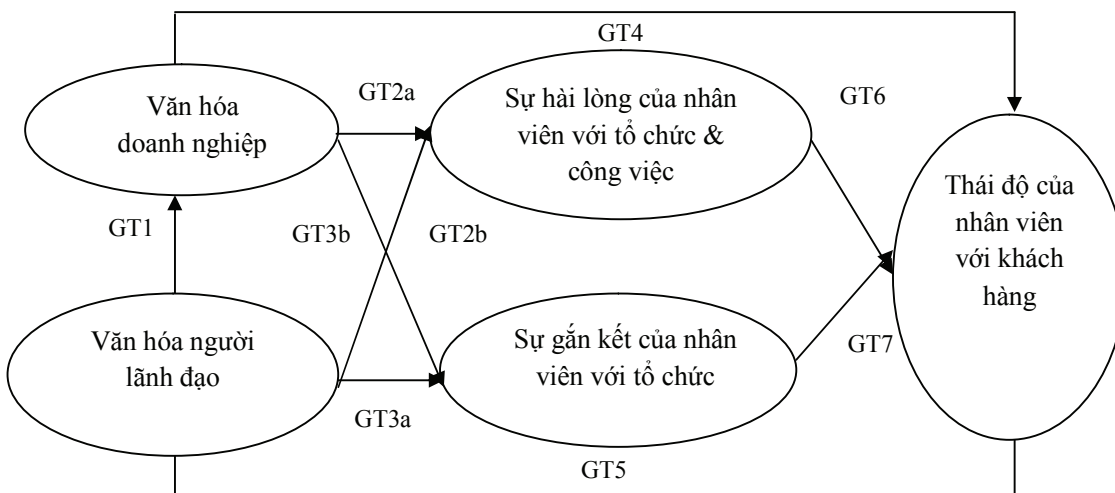 GT4
Văn hóa
doanh nghiệp
GT2a
Sự hài lòng của nhân
viên với tổ chức &
công việc
GT6
Thái độ của
nhân viên
với khách
hàng
GT1
GT3b
GT2b
Văn hóa người
lãnh đạo
Sự gắn kết của nhân
viên với tổ chức
GT7
GT3a
GT5